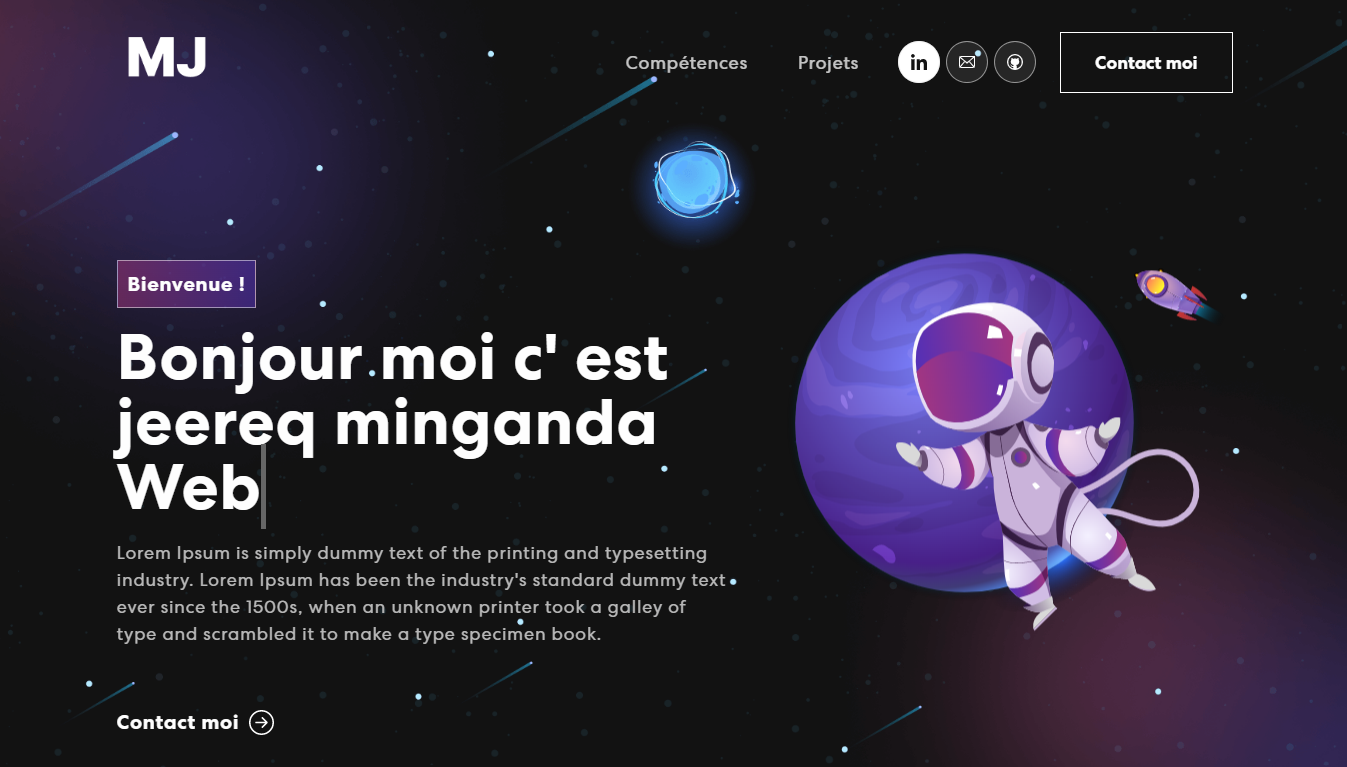 MJ
Compétences
Projets
in
Contact moi
Bienvenue !
Bonjour moi c' est
jeereq minganda
Web
Lorem Ipsum is simply dummy text of the printing and typesetting
industry. Lorem Ipsum has been the industry's standard dummy text
ever since the 1500s, when an unknown printer took a galley of
type and scrambled it to make a type specimen book.
Contact moi